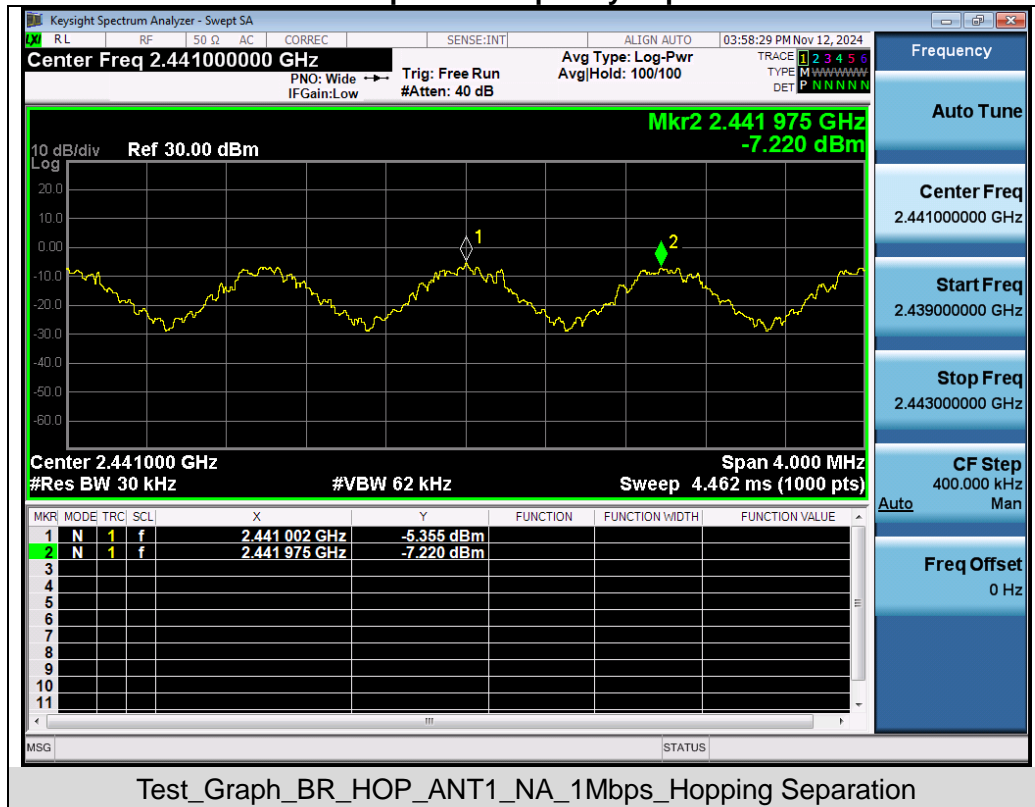 Keysight Spectrum Analyzer - Swept SA
LXI RL RF 50 Ω AC CORREC SENSE:INT ALIGN AUTO 03:58:29 PM Nov 12, 2024
Center Freq 2.441000000 GHz
PNO: Wide
IFGain:Low
Trig: Free Run
#Atten: 40 dB
Avg Type: Log-Pwr
Avg|Hold: 100/100
TRACE 1 2 3 4 5 6
TYPE M WWWWW
DET P N N N N N
Mkr2 2.441 975 GHz
-7.220 dBm
10 dB/div Ref 30.00 dBm
Log
20.0
10.0
0.00
-10.0
-20.0
-30.0
-40.0
-50.0
-60.0
1
2
Center 2.441000 GHz Span 4.000 MHz
#Res BW 30 kHz #VBW 62 kHz Sweep 4.462 ms (1000 pts)
MKR MODE TRC SCL X Y FUNCTION FUNCTION WIDTH FUNCTION VALUE
1 N 1 f 2.441 002 GHz -5.355 dBm
2 N 1 f 2.441 975 GHz -7.220 dBm
3
4
5
6
7
8
9
10
11
MSG STATUS
Frequency
Auto Tune
Center Freq
2.441000000 GHz
Start Freq
2.439000000 GHz
Stop Freq
2.443000000 GHz
CF Step
400.000 kHz
Auto Man
Freq Offset
0 Hz
Test_Graph_BR_HOP_ANT1_NA_1Mbps_Hopping Separation